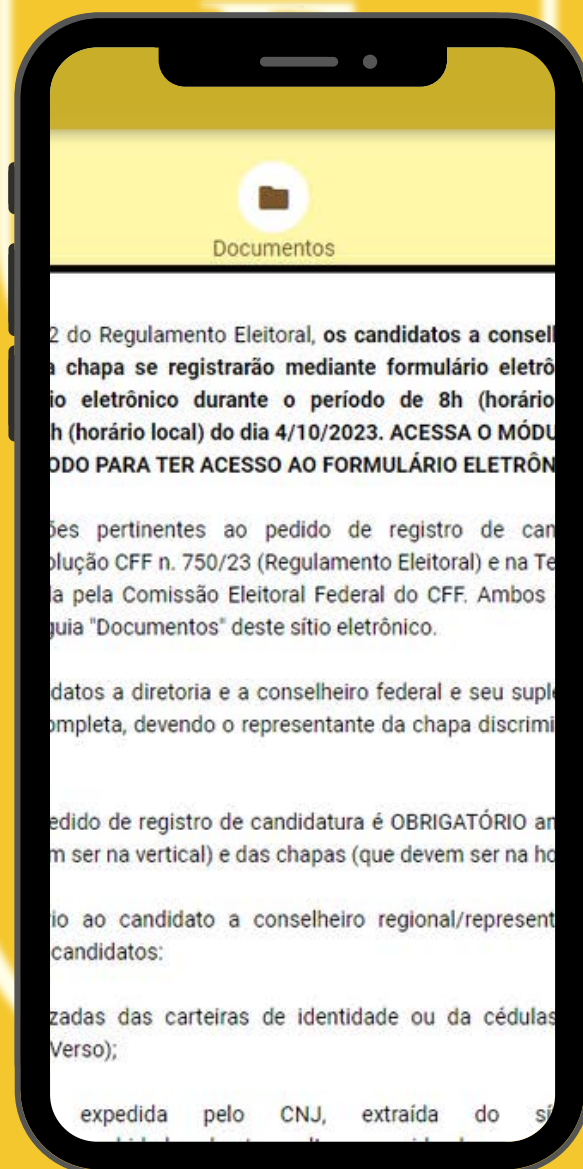 Documentos
2 do Regulamento Eleitoral, os candidatos a consel
a chapa se registrarão mediante formulário eletrô
io eletrônico durante o período de 8h (horário
h (horário local) do dia 4/10/2023. ACESSA O MÓDU
ODO PARA TER ACESSO AO FORMULÁRIO ELETRÔN
ões pertinentes ao pedido de registro de can
olução CFF n. 750/23 (Regulamento Eleitoral) e na Te
la pela Comissão Eleitoral Federal do CFF. Ambos
guia "Documentos" deste sítio eletrônico.
datos a diretoria e a conselheiro federal e seu suple
ompleta, devendo o representante da chapa discrimi
edido de registro de candidatura é OBRIGATÓRIO an
m ser na vertical) e das chapas (que devem ser na ho
io ao candidato a conselheiro regional/represent
candidatos:
zadas das carteiras de identidade ou da cédulas
Verso);
expedida pelo CNJ, extraída do sí